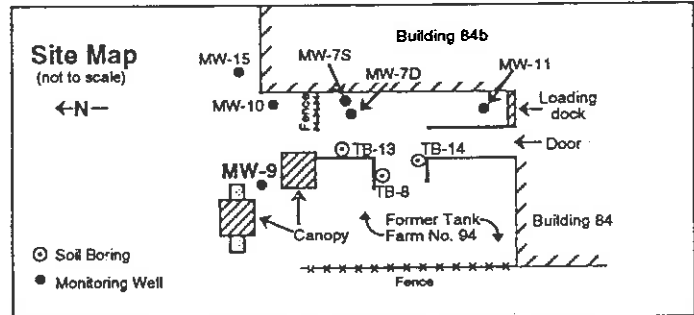 Site Map
(not to scale)
←N–
Building 84b
MW-15
MW-7S
MW-7D
MW-11
MW-10
Fence
Loading
dock
Door
TB-13
TB-14
MW-9
TB-8
Canopy
Former Tank
Farm No. 94
Building 84
Soil Boring
Monitoring Well
Fence